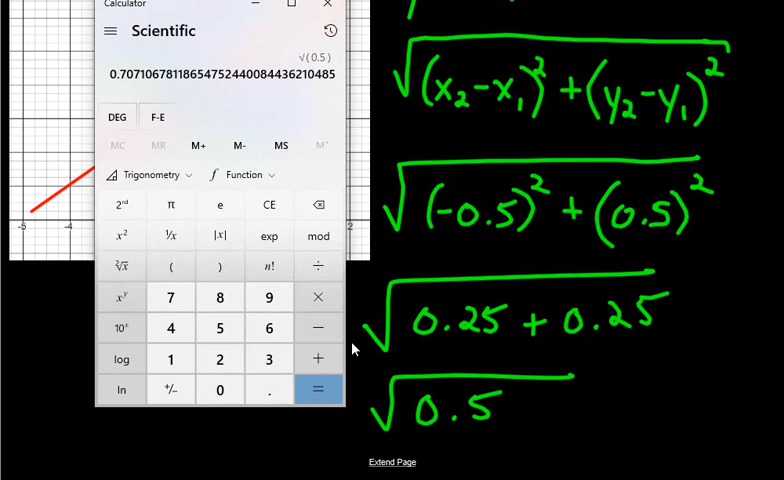 Calculator
Scientific
√( 0.5 )
0.70710678118654752440084436210485
DEG F-E
MC MR M+ M- MS M˅
Trigonometry ƒ Function
2ⁿᵈ π e CE
x² ¹/x |x| exp mod
²√x ( ) n! ÷
xʸ 7 8 9 ×
10ˣ 4 5 6 −
log 1 2 3 +
ln +/− 0 . =
-5 -4 2
√(x₂-x₁)² + (y₂-y₁)²
√(-0.5)² + (0.5)²
√0.25 + 0.25
√0.5
Extend Page